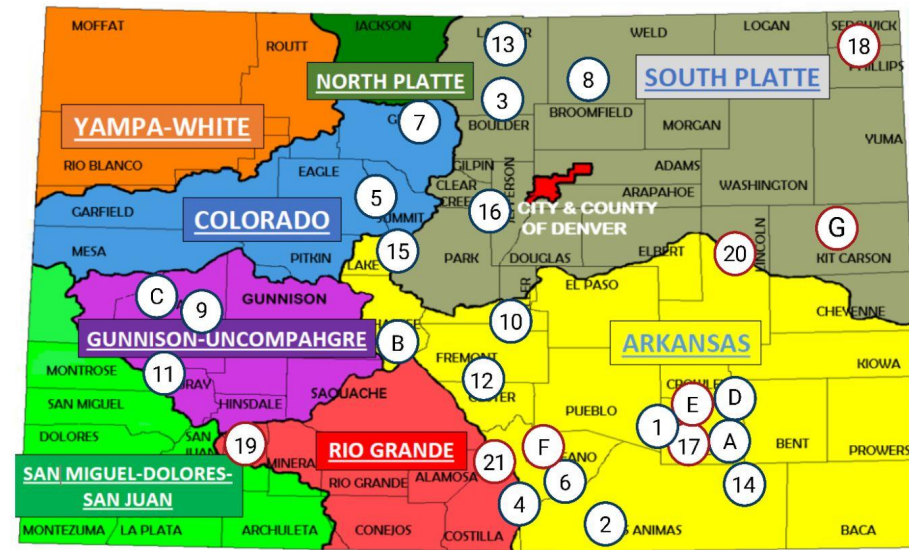 MOFFAT
ROUTT
JACKSON
WELD
LOGAN
SEDGWICK
13
18
PHILLIPS
NORTH PLATTE
SOUTH PLATTE
8
3
7
BROOMFIELD
BOULDER
MORGAN
YUMA
YAMPA-WHITE
RIO BLANCO
EAGLE
GILPIN
CLEAR
ADAMS
ARAPAHOE
WASHINGTON
5
SUMMIT
16
CITY & COUNTY
OF DENVER
GARFIELD
COLORADO
MESA
PITKIN
LAKE
15
PARK
DOUGLAS
ELBERT
20
LINCOLN
G
KIT CARSON
C
9
GUNNISON
EL PASO
CHEYENNE
10
GUNNISON-UNCOMPAHGRE
B
FREMONT
ARKANSAS
KIOWA
MONTROSE
11
12
SAN MIGUEL
HINSDALE
SAGUACHE
PUEBLO
E
D
DOLORES
SAN
1
17
A
BENT
PROWERS
19
RIO GRANDE
F
21
SAN MIGUEL-DOLORES-
SAN JUAN
RIO GRANDE
ALAMOSA
6
14
4
2
MONTEZUMA
LA PLATA
ARCHULETA
CONEJOS
COSTILLA
BACA